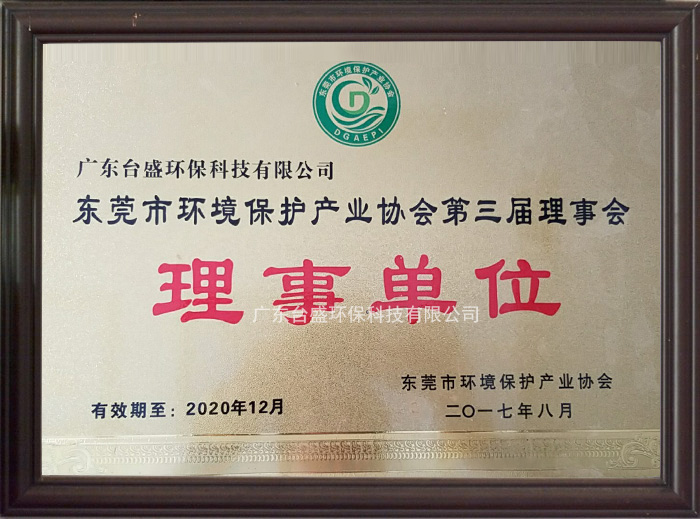 东莞市环境保护产业协会
DGAEPI
广东台盛环保科技有限公司
东莞市环境保护产业协会第三届理事会
理事单位
广东台盛环保科技有限公司
东莞市环境保护产业协会
有效期至：2020年12月
二〇一七年八月